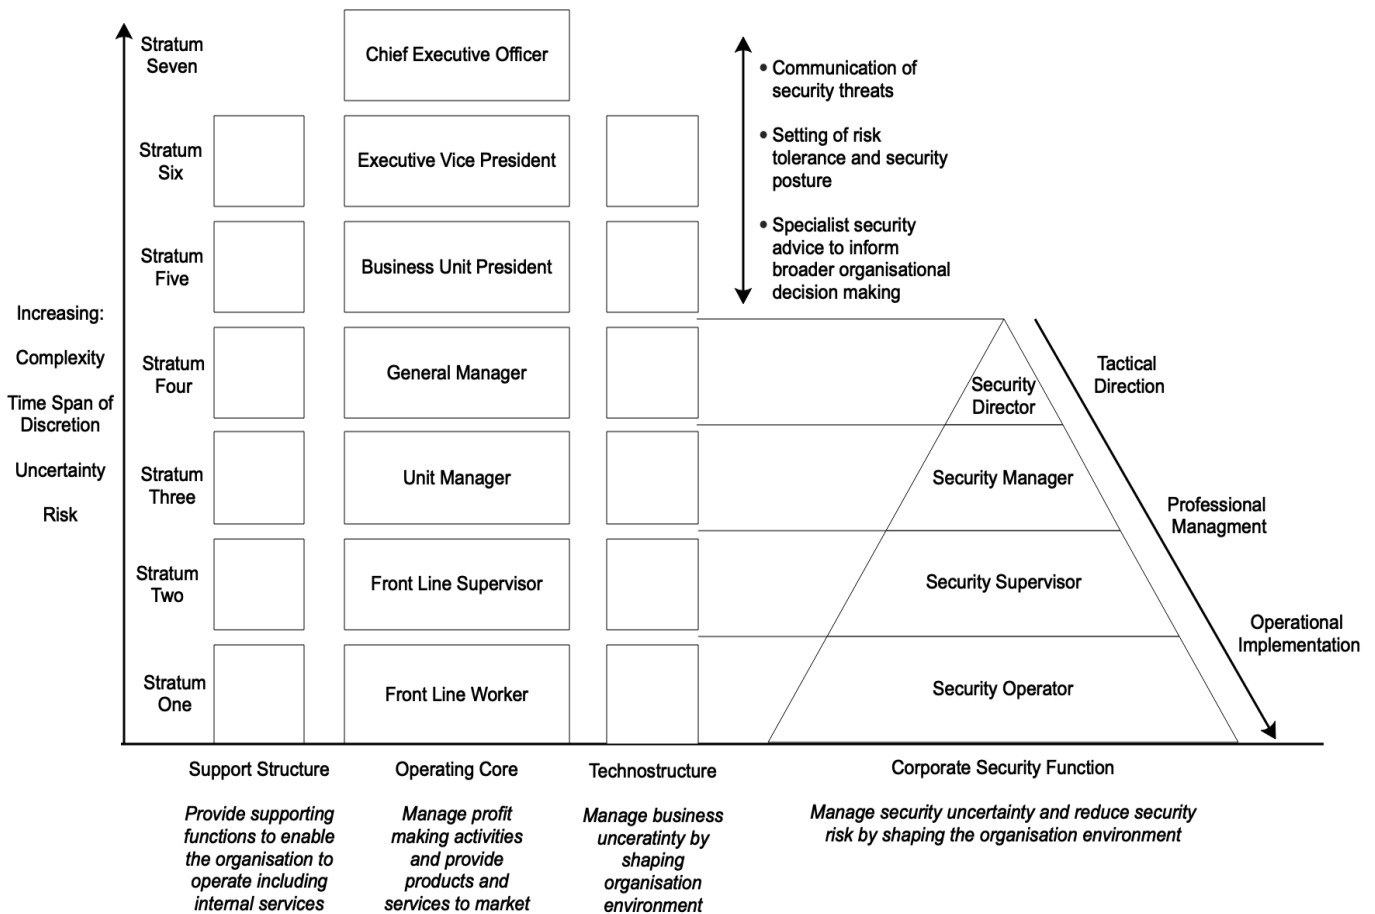 Stratum
Seven
Chief Executive Officer
• Communication of
security threats
Stratum
Six
Executive Vice President
• Setting of risk
tolerance and security
posture
Stratum
Five
Business Unit President
• Specialist security
advice to inform
broader organisational
decision making
Increasing:
Complexity
Time Span of
Discretion
Uncertainty
Risk
Stratum
Four
General Manager
Security
Director
Tactical
Direction
Stratum
Three
Unit Manager
Security Manager
Professional
Managment
Stratum
Two
Front Line Supervisor
Security Supervisor
Operational
Implementation
Stratum
One
Front Line Worker
Security Operator
Support Structure
Provide supporting
functions to enable
the organisation to
operate including
internal services
Operating Core
Manage profit
making activities
and provide
products and
services to market
Technostructure
Manage business
unceratinty by
shaping
organisation
environment
Corporate Security Function
Manage security uncertainty and reduce security
risk by shaping the organisation environment